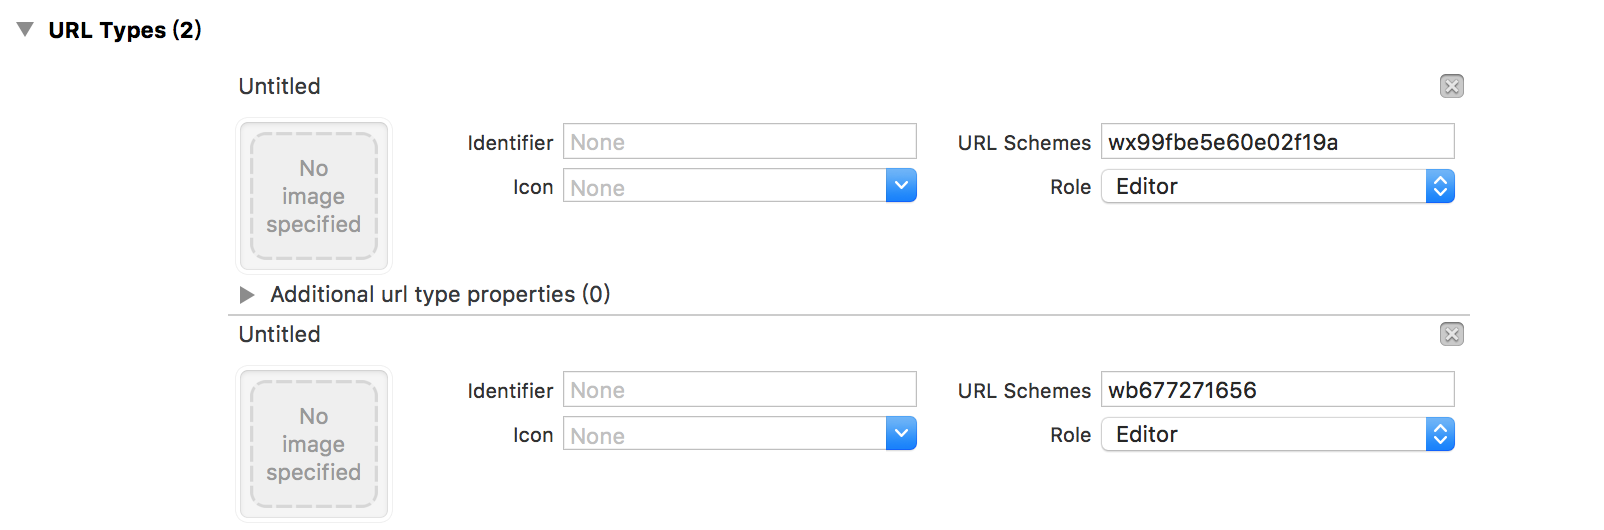 URL Types (2)
Untitled
No
image
specified
Identifier None
URL Schemes wx99fbe5e60e02f19a
Icon None
Role Editor
Additional url type properties (0)
Untitled
No
image
specified
Identifier None
URL Schemes wb677271656
Icon None
Role Editor